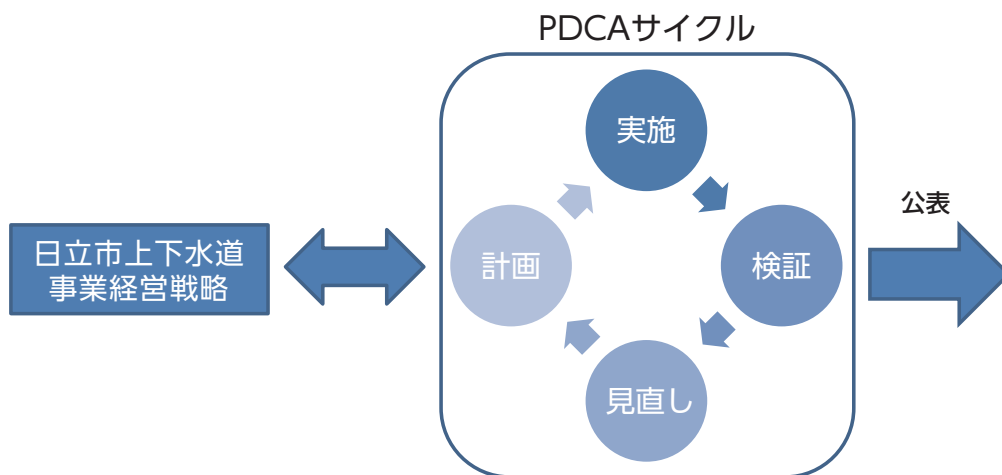 PDCAサイクル
実施
公表
日立市上下水道
事業経営戦略
計画
検証
見直し